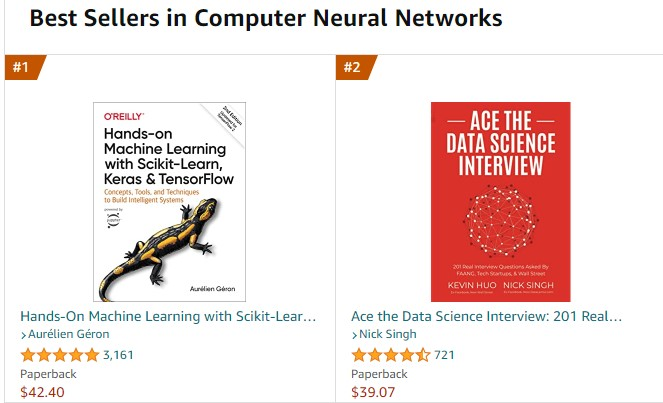 Best Sellers in Computer Neural Networks
#1
O'REILLY®
2nd Edition
Hands-on
Machine Learning
with Scikit-Learn,
Keras & TensorFlow
Concepts, Tools, and Techniques
to Build Intelligent Systems
powered by
jupyter
Aurélien Géron
Hands-On Machine Learning with Scikit-Lear…
›Aurélien Géron
3,161
Paperback
$42.40
#2
ACE THE
DATA SCIENCE
INTERVIEW
201 Real Interview Questions Asked By
FAANG, Tech Startups, & Wall Street
KEVIN HUO NICK SINGH
Ace the Data Science Interview: 201 Real…
›Nick Singh
721
Paperback
$39.07